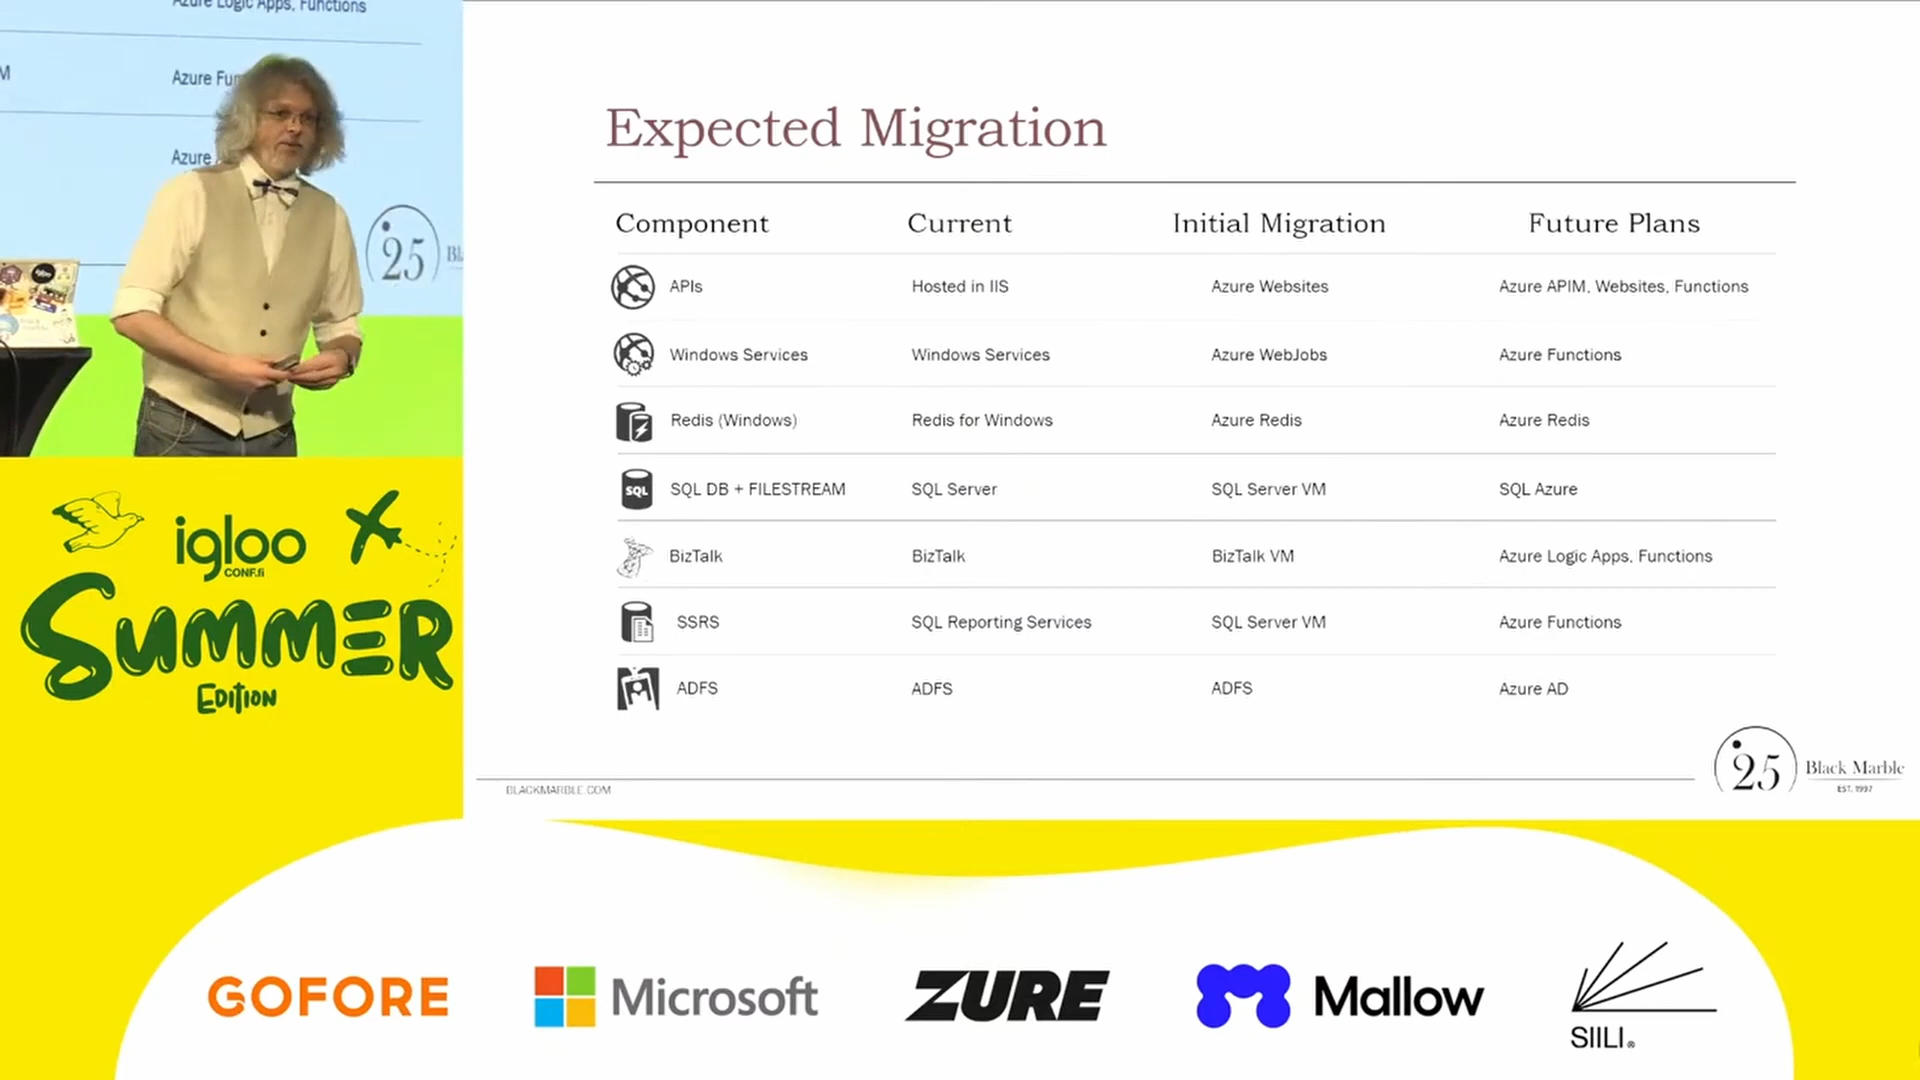 Azure Logic Apps, Functions
M
Azure Fun
Azure
25
Bl
igloo
CONF.fi
SUMMER
EDITION
Expected Migration
Component Current Initial Migration Future Plans
APIs Hosted in IIS Azure Websites Azure APIM, Websites, Functions
Windows Services Windows Services Azure WebJobs Azure Functions
Redis (Windows) Redis for Windows Azure Redis Azure Redis
SQL SQL DB + FILESTREAM SQL Server SQL Server VM SQL Azure
BizTalk BizTalk BizTalk VM Azure Logic Apps, Functions
SSRS SQL Reporting Services SQL Server VM Azure Functions
ADFS ADFS ADFS Azure AD
BLACKMARBLE.COM
25 Black Marble
EST. 1997
GOFORE
Microsoft
ZURE
Mallow
SIILI®